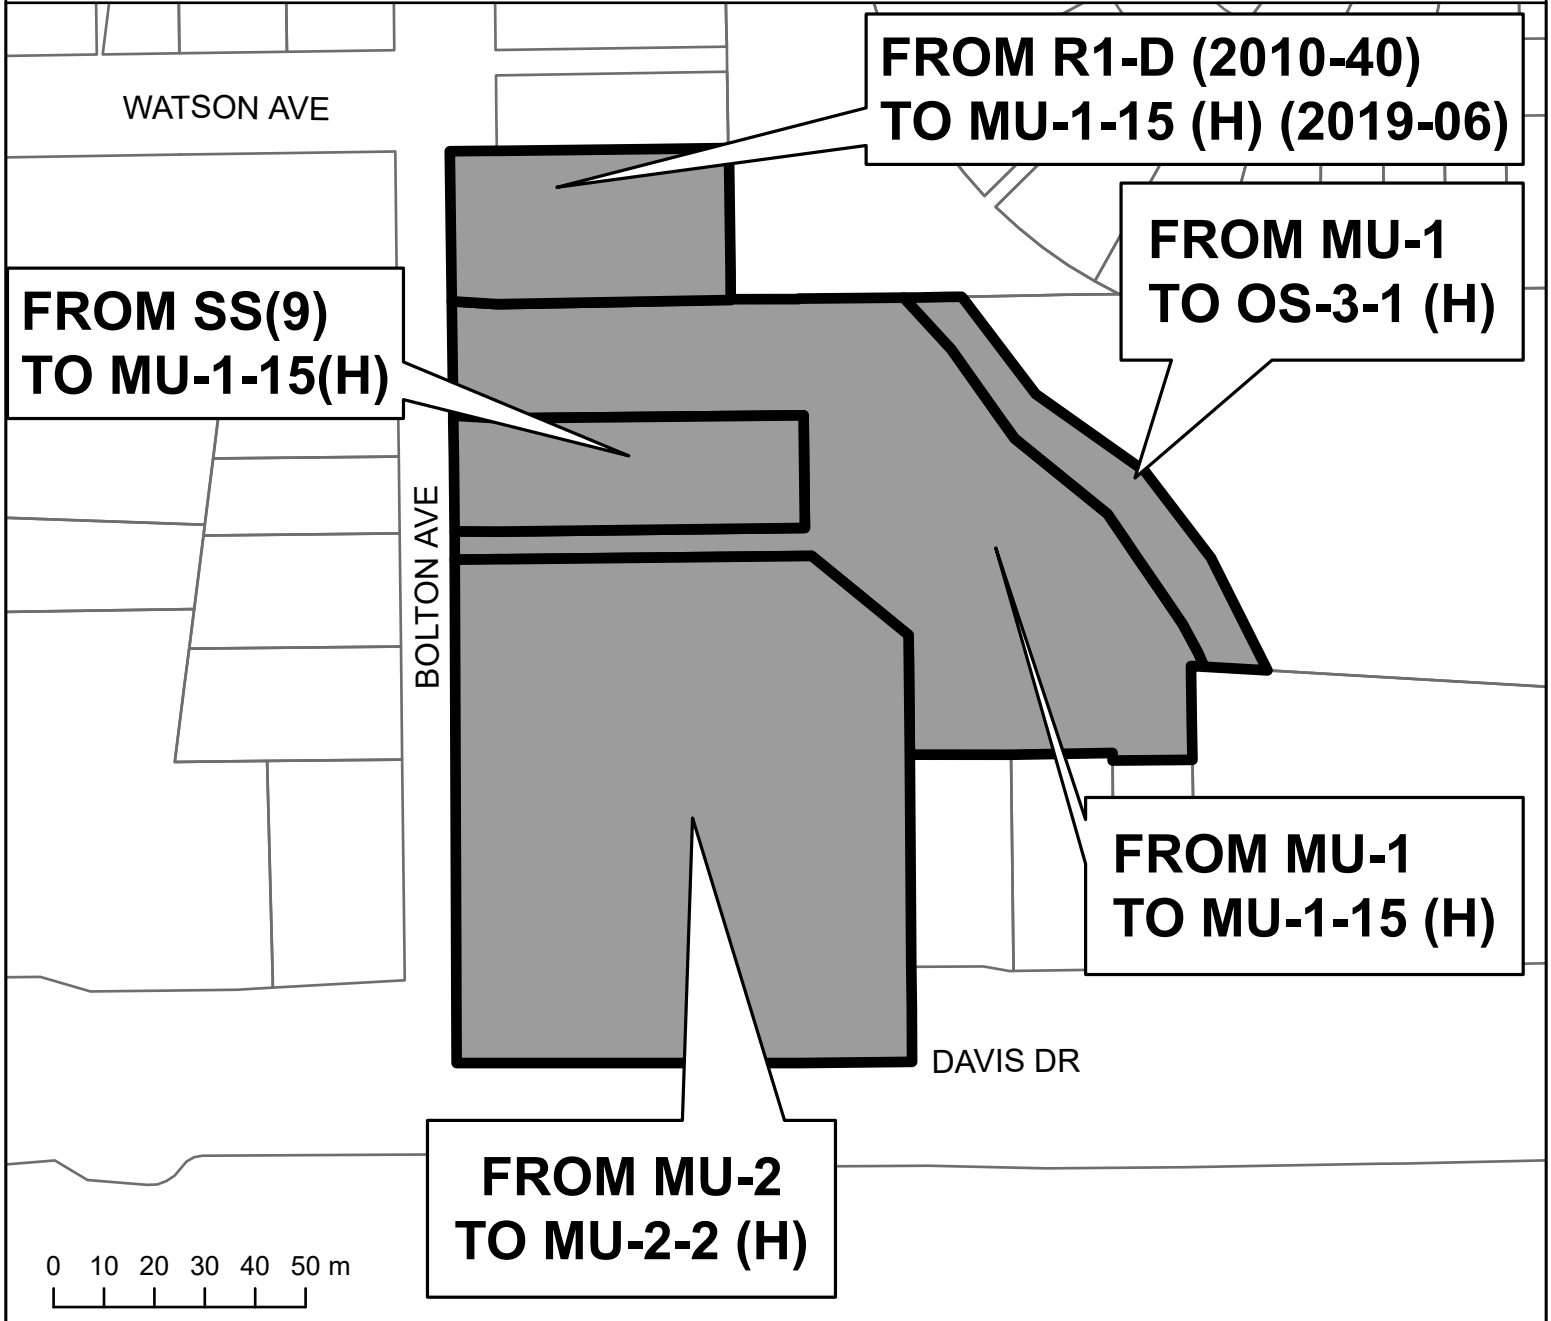 FROM R1-D (2010-40)
TO MU-1-15 (H) (2019-06)
WATSON AVE
FROM MU-1
TO OS-3-1 (H)
FROM SS(9)
TO MU-1-15(H)
BOLTON AVE
FROM MU-1
TO MU-1-15 (H)
DAVIS DR
FROM MU-2
TO MU-2-2 (H)
0 10 20 30 40 50 m